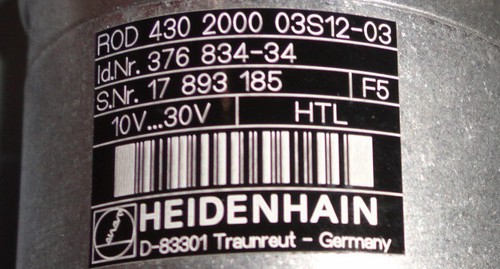 ROD 430 2000 03S12-03
Id.Nr. 376 834-34
S.Nr. 17 893 185 F5
10V...30V HTL
HEIDENHAIN
D-83301 Traunreut - Germany